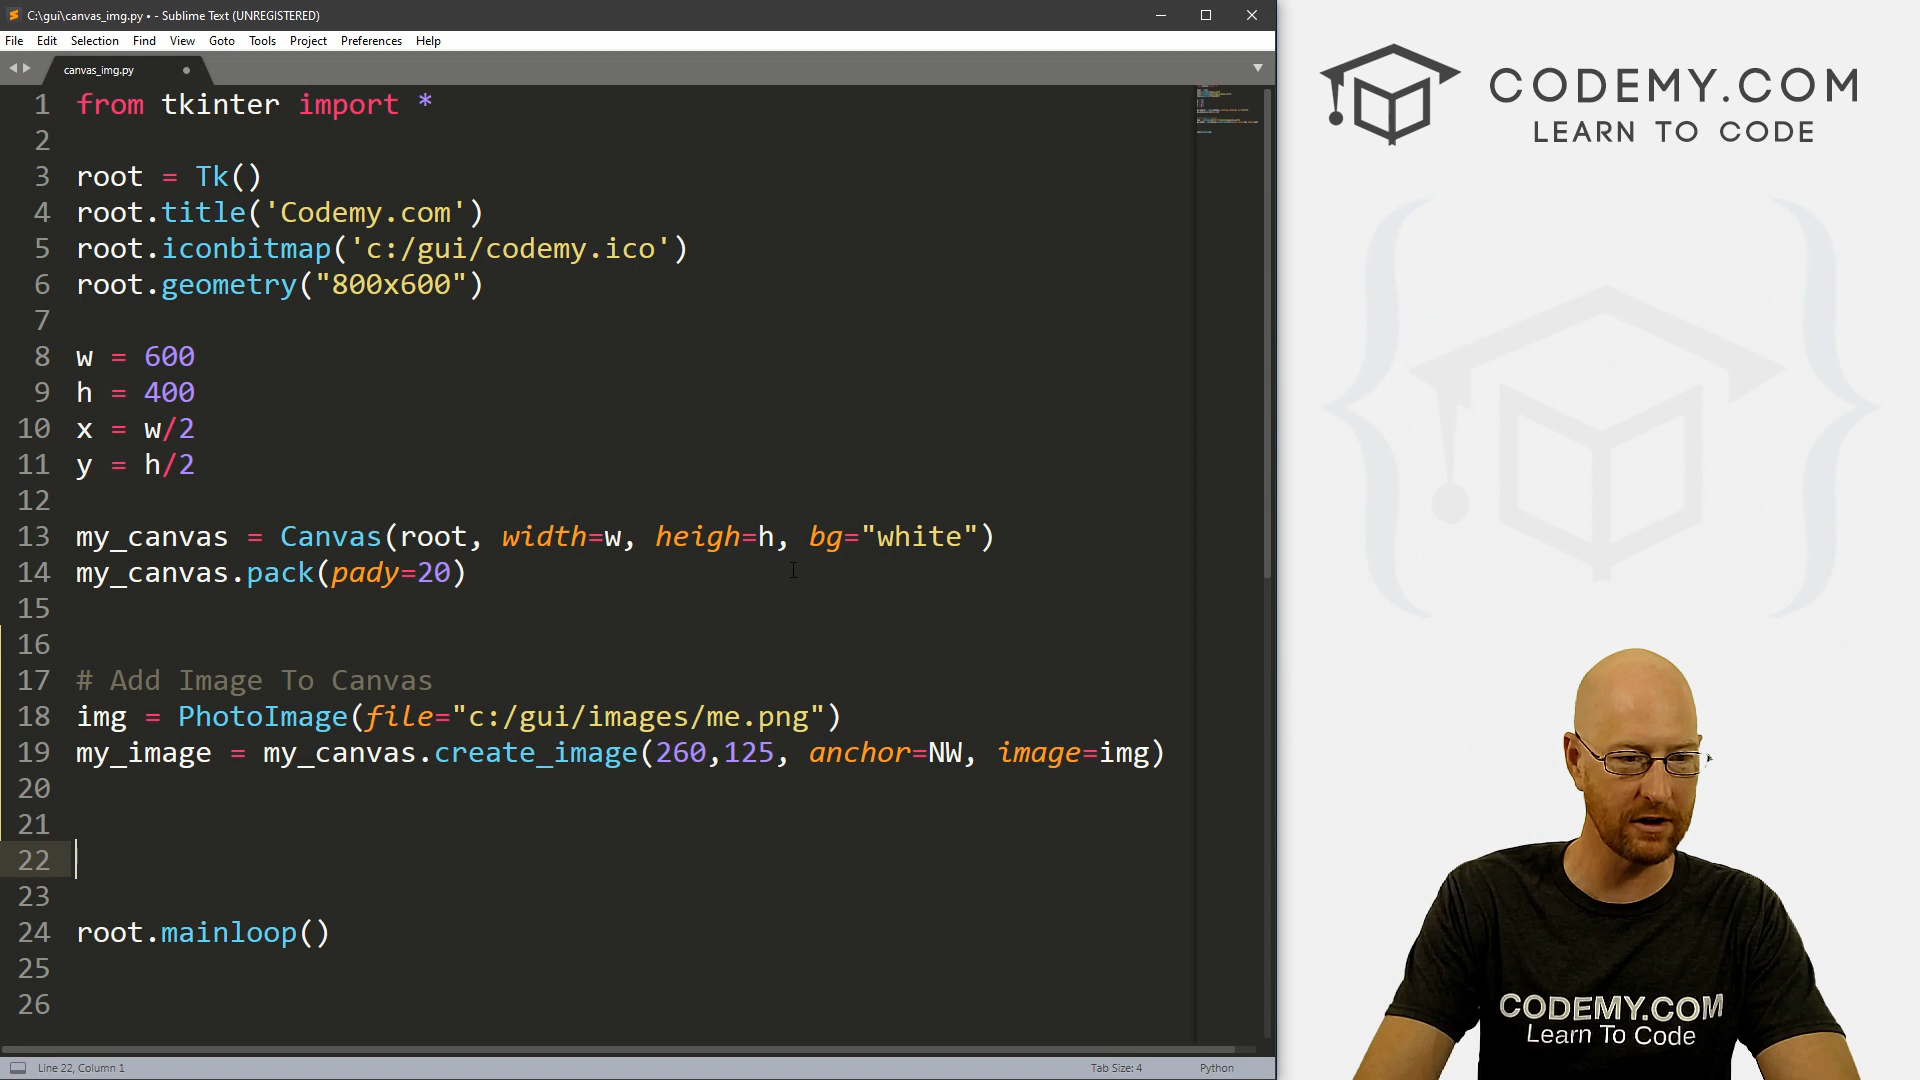 C:\gui\canvas_img.py • - Sublime Text (UNREGISTERED)
File Edit Selection Find View Goto Tools Project Preferences Help
canvas_img.py
1 from tkinter import *
2
3 root = Tk()
4 root.title('Codemy.com')
5 root.iconbitmap('c:/gui/codemy.ico')
6 root.geometry("800x600")
7
8 w = 600
9 h = 400
10 x = w/2
11 y = h/2
12
13 my_canvas = Canvas(root, width=w, heigh=h, bg="white")
14 my_canvas.pack(pady=20)
15
16
17 # Add Image To Canvas
18 img = PhotoImage(file="c:/gui/images/me.png")
19 my_image = my_canvas.create_image(260,125, anchor=NW, image=img)
20
21
22
23
24 root.mainloop()
25
26
Line 22, Column 1
Tab Size: 4
Python
CODEMY.COM
LEARN TO CODE
CODEMY.COM
Learn To Code